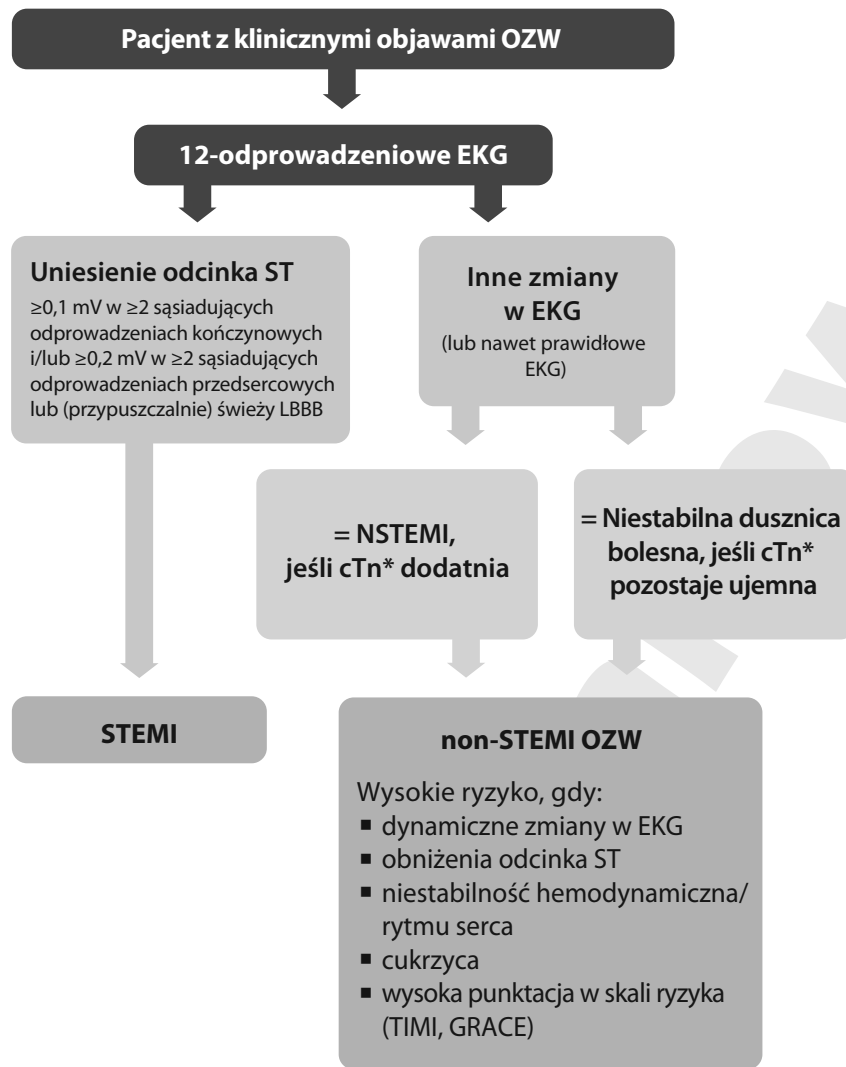 Pacjent z klinicznymi objawami OZW
12-odprowadzeniowe EKG
Uniesienie odcinka ST
≥0,1 mV w ≥2 sąsiadujących
odprowadzeniach kończynowych
i/lub ≥0,2 mV w ≥2 sąsiadujących
odprowadzeniach przedsercowych
lub (przypuszczalnie) świeży LBBB
Inne zmiany
w EKG
(lub nawet prawidłowe
EKG)
= NSTEMI,
jeśli cTn* dodatnia
= Niestabilna dusznica
bolesna, jeśli cTn*
pozostaje ujemna
STEMI
non-STEMI OZW
Wysokie ryzyko, gdy:
▪ dynamiczne zmiany w EKG
▪ obniżenia odcinka ST
▪ niestabilność hemodynamiczna/
rytmu serca
▪ cukrzyca
▪ wysoka punktacja w skali ryzyka
(TIMI, GRACE)